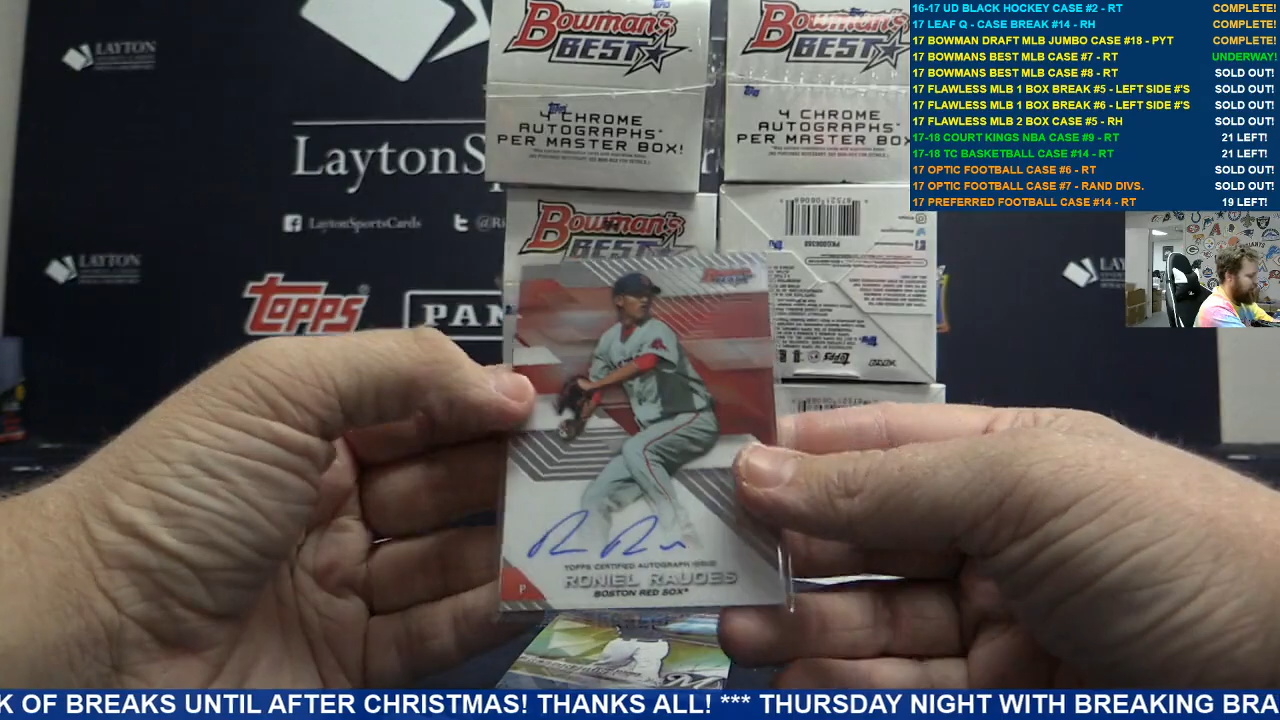 16-17 UD BLACK HOCKEY CASE #2 - RT COMPLETE!
17 LEAF Q - CASE BREAK #14 - RH COMPLETE!
17 BOWMAN DRAFT MLB JUMBO CASE #18 - PYT COMPLETE!
17 BOWMANS BEST MLB CASE #7 - RT UNDERWAY!
17 BOWMANS BEST MLB CASE #8 - RT SOLD OUT!
17 FLAWLESS MLB 1 BOX BREAK #5 - LEFT SIDE #'S SOLD OUT!
17 FLAWLESS MLB 1 BOX BREAK #6 - LEFT SIDE #'S SOLD OUT!
17 FLAWLESS MLB 2 BOX CASE #5 - RH SOLD OUT!
17-18 COURT KINGS NBA CASE #9 - RT 21 LEFT!
17-18 TC BASKETBALL CASE #14 - RT 21 LEFT!
17 OPTIC FOOTBALL CASE #6 - RT SOLD OUT!
17 OPTIC FOOTBALL CASE #7 - RAND DIVS. SOLD OUT!
17 PREFERRED FOOTBALL CASE #14 - RT 19 LEFT!
LAYTON
Bowman's
BEST
4 CHROME
AUTOGRAPHS*
PER MASTER BOX!
Bowman's
BEST
4 CHROME
AUTOGRAPHS*
PER MASTER BOX!
Layton
LaytonSportsCards
LAYTON
TOPPS
PAN
Bowman's
BEST
topps
LAY
TOPPS CERTIFIED AUTOGRAPH ISSUE
RONIEL RAUDES
P
BOSTON RED SOX
K OF BREAKS UNTIL AFTER CHRISTMAS! THANKS ALL! *** THURSDAY NIGHT WITH BREAKING BRA